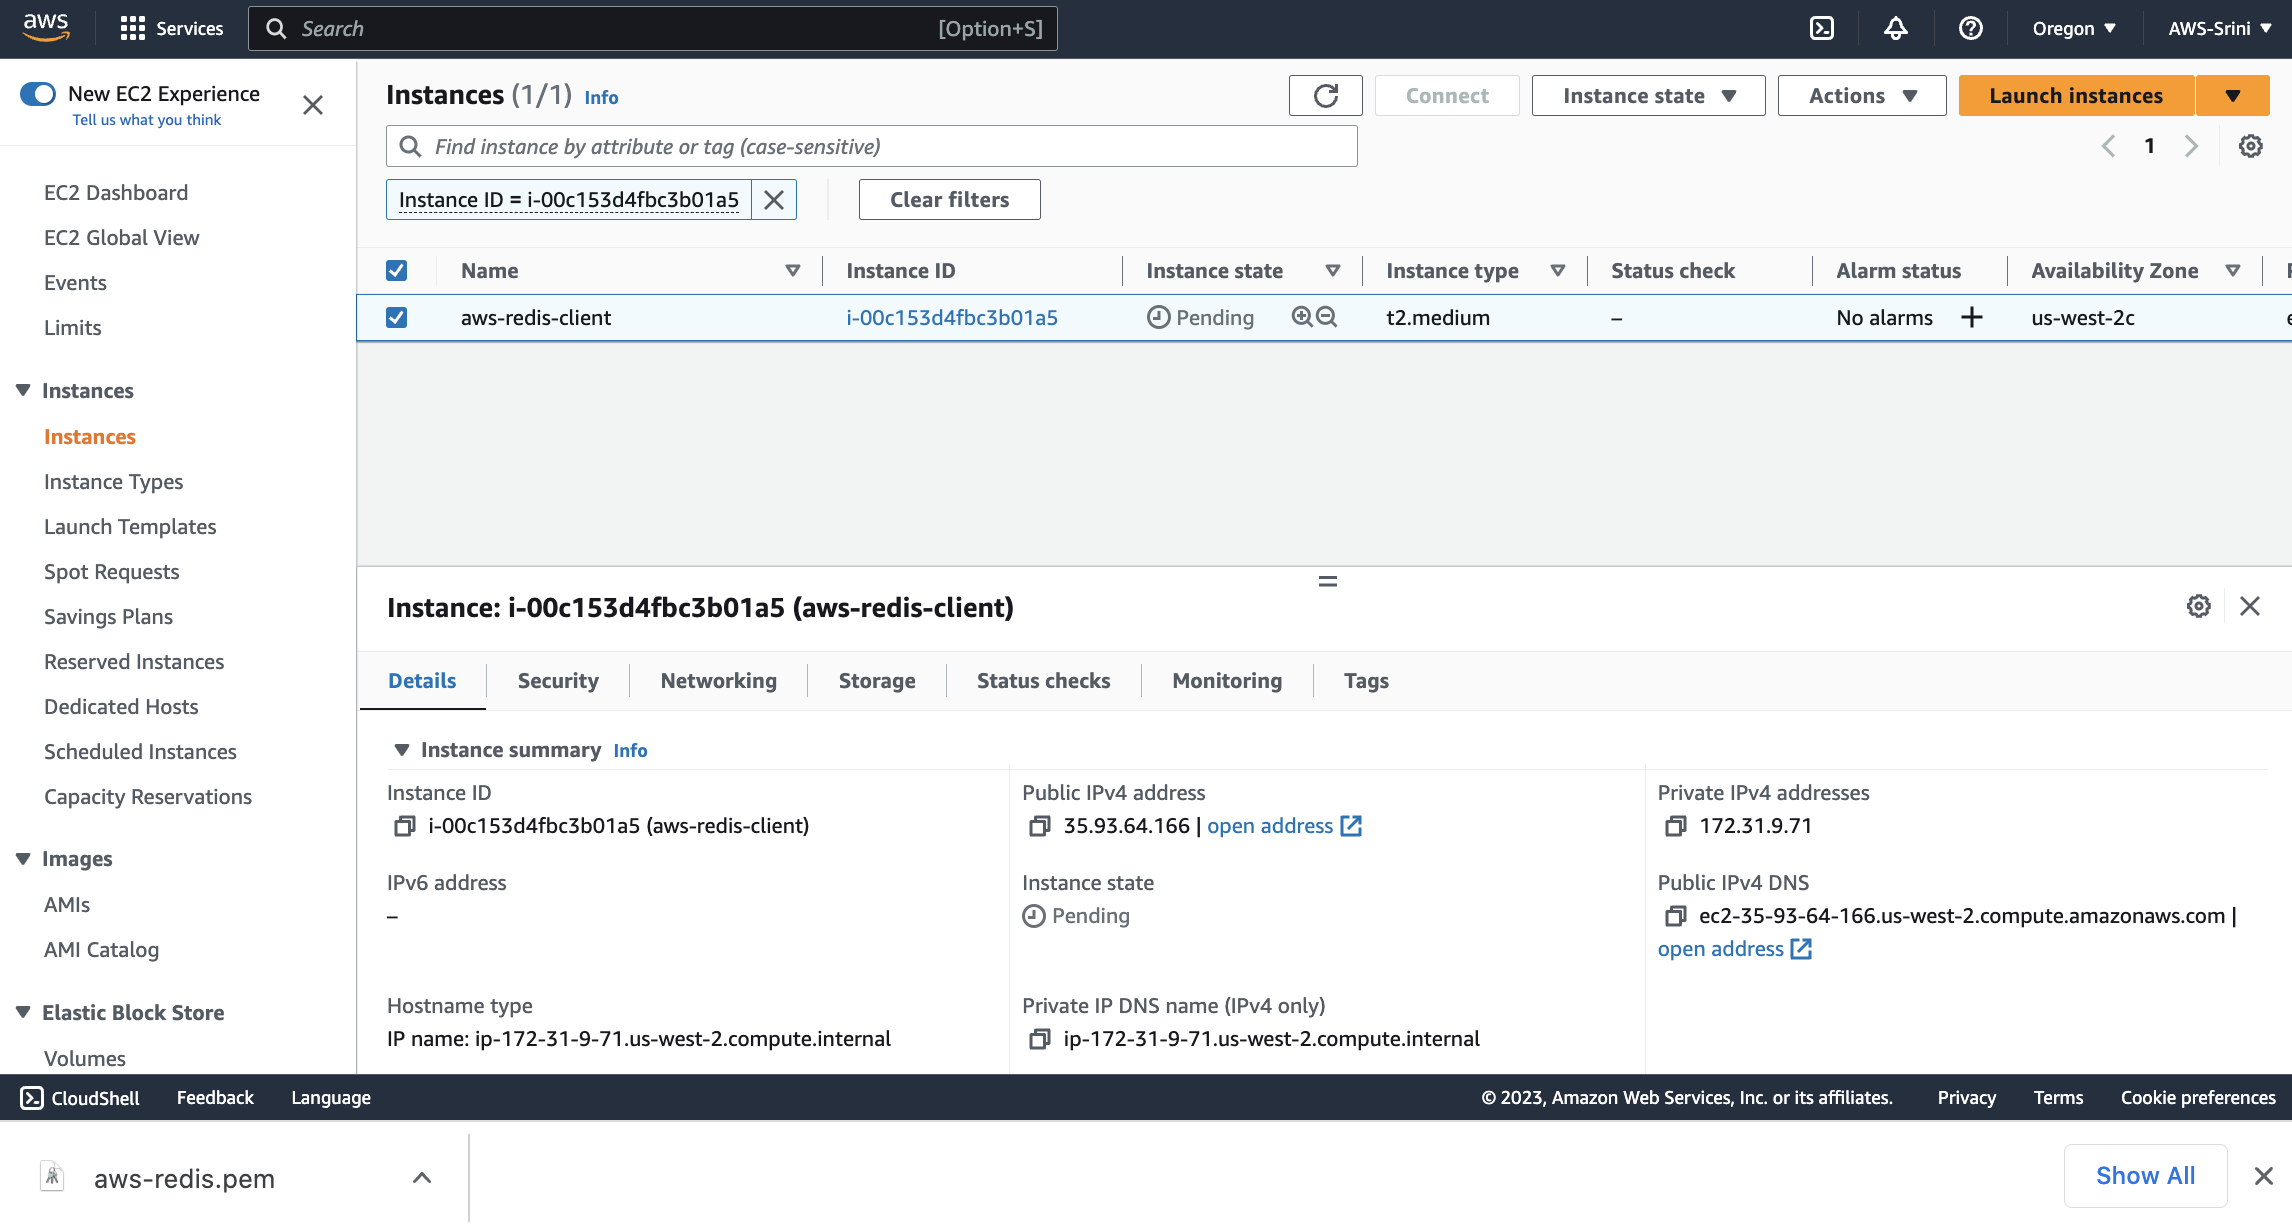 aws
Services
Search
[Option+S]
Oregon
AWS-Srini
New EC2 Experience
Tell us what you think
EC2 Dashboard
EC2 Global View
Events
Limits
Instances
Instances
Instance Types
Launch Templates
Spot Requests
Savings Plans
Reserved Instances
Dedicated Hosts
Scheduled Instances
Capacity Reservations
Images
AMIs
AMI Catalog
Elastic Block Store
Volumes
Instances (1/1) Info
Connect
Instance state
Actions
Launch instances
Find instance by attribute or tag (case-sensitive)
1
Instance ID = i-00c153d4fbc3b01a5
Clear filters
Name
Instance ID
Instance state
Instance type
Status check
Alarm status
Availability Zone
aws-redis-client
i-00c153d4fbc3b01a5
Pending
t2.medium
–
No alarms
us-west-2c
Instance: i-00c153d4fbc3b01a5 (aws-redis-client)
Details
Security
Networking
Storage
Status checks
Monitoring
Tags
Instance summary Info
Instance ID
i-00c153d4fbc3b01a5 (aws-redis-client)
Public IPv4 address
35.93.64.166 | open address
Private IPv4 addresses
172.31.9.71
IPv6 address
–
Instance state
Pending
Public IPv4 DNS
ec2-35-93-64-166.us-west-2.compute.amazonaws.com |
open address
Hostname type
IP name: ip-172-31-9-71.us-west-2.compute.internal
Private IP DNS name (IPv4 only)
ip-172-31-9-71.us-west-2.compute.internal
CloudShell
Feedback
Language
© 2023, Amazon Web Services, Inc. or its affiliates.
Privacy
Terms
Cookie preferences
aws-redis.pem
Show All